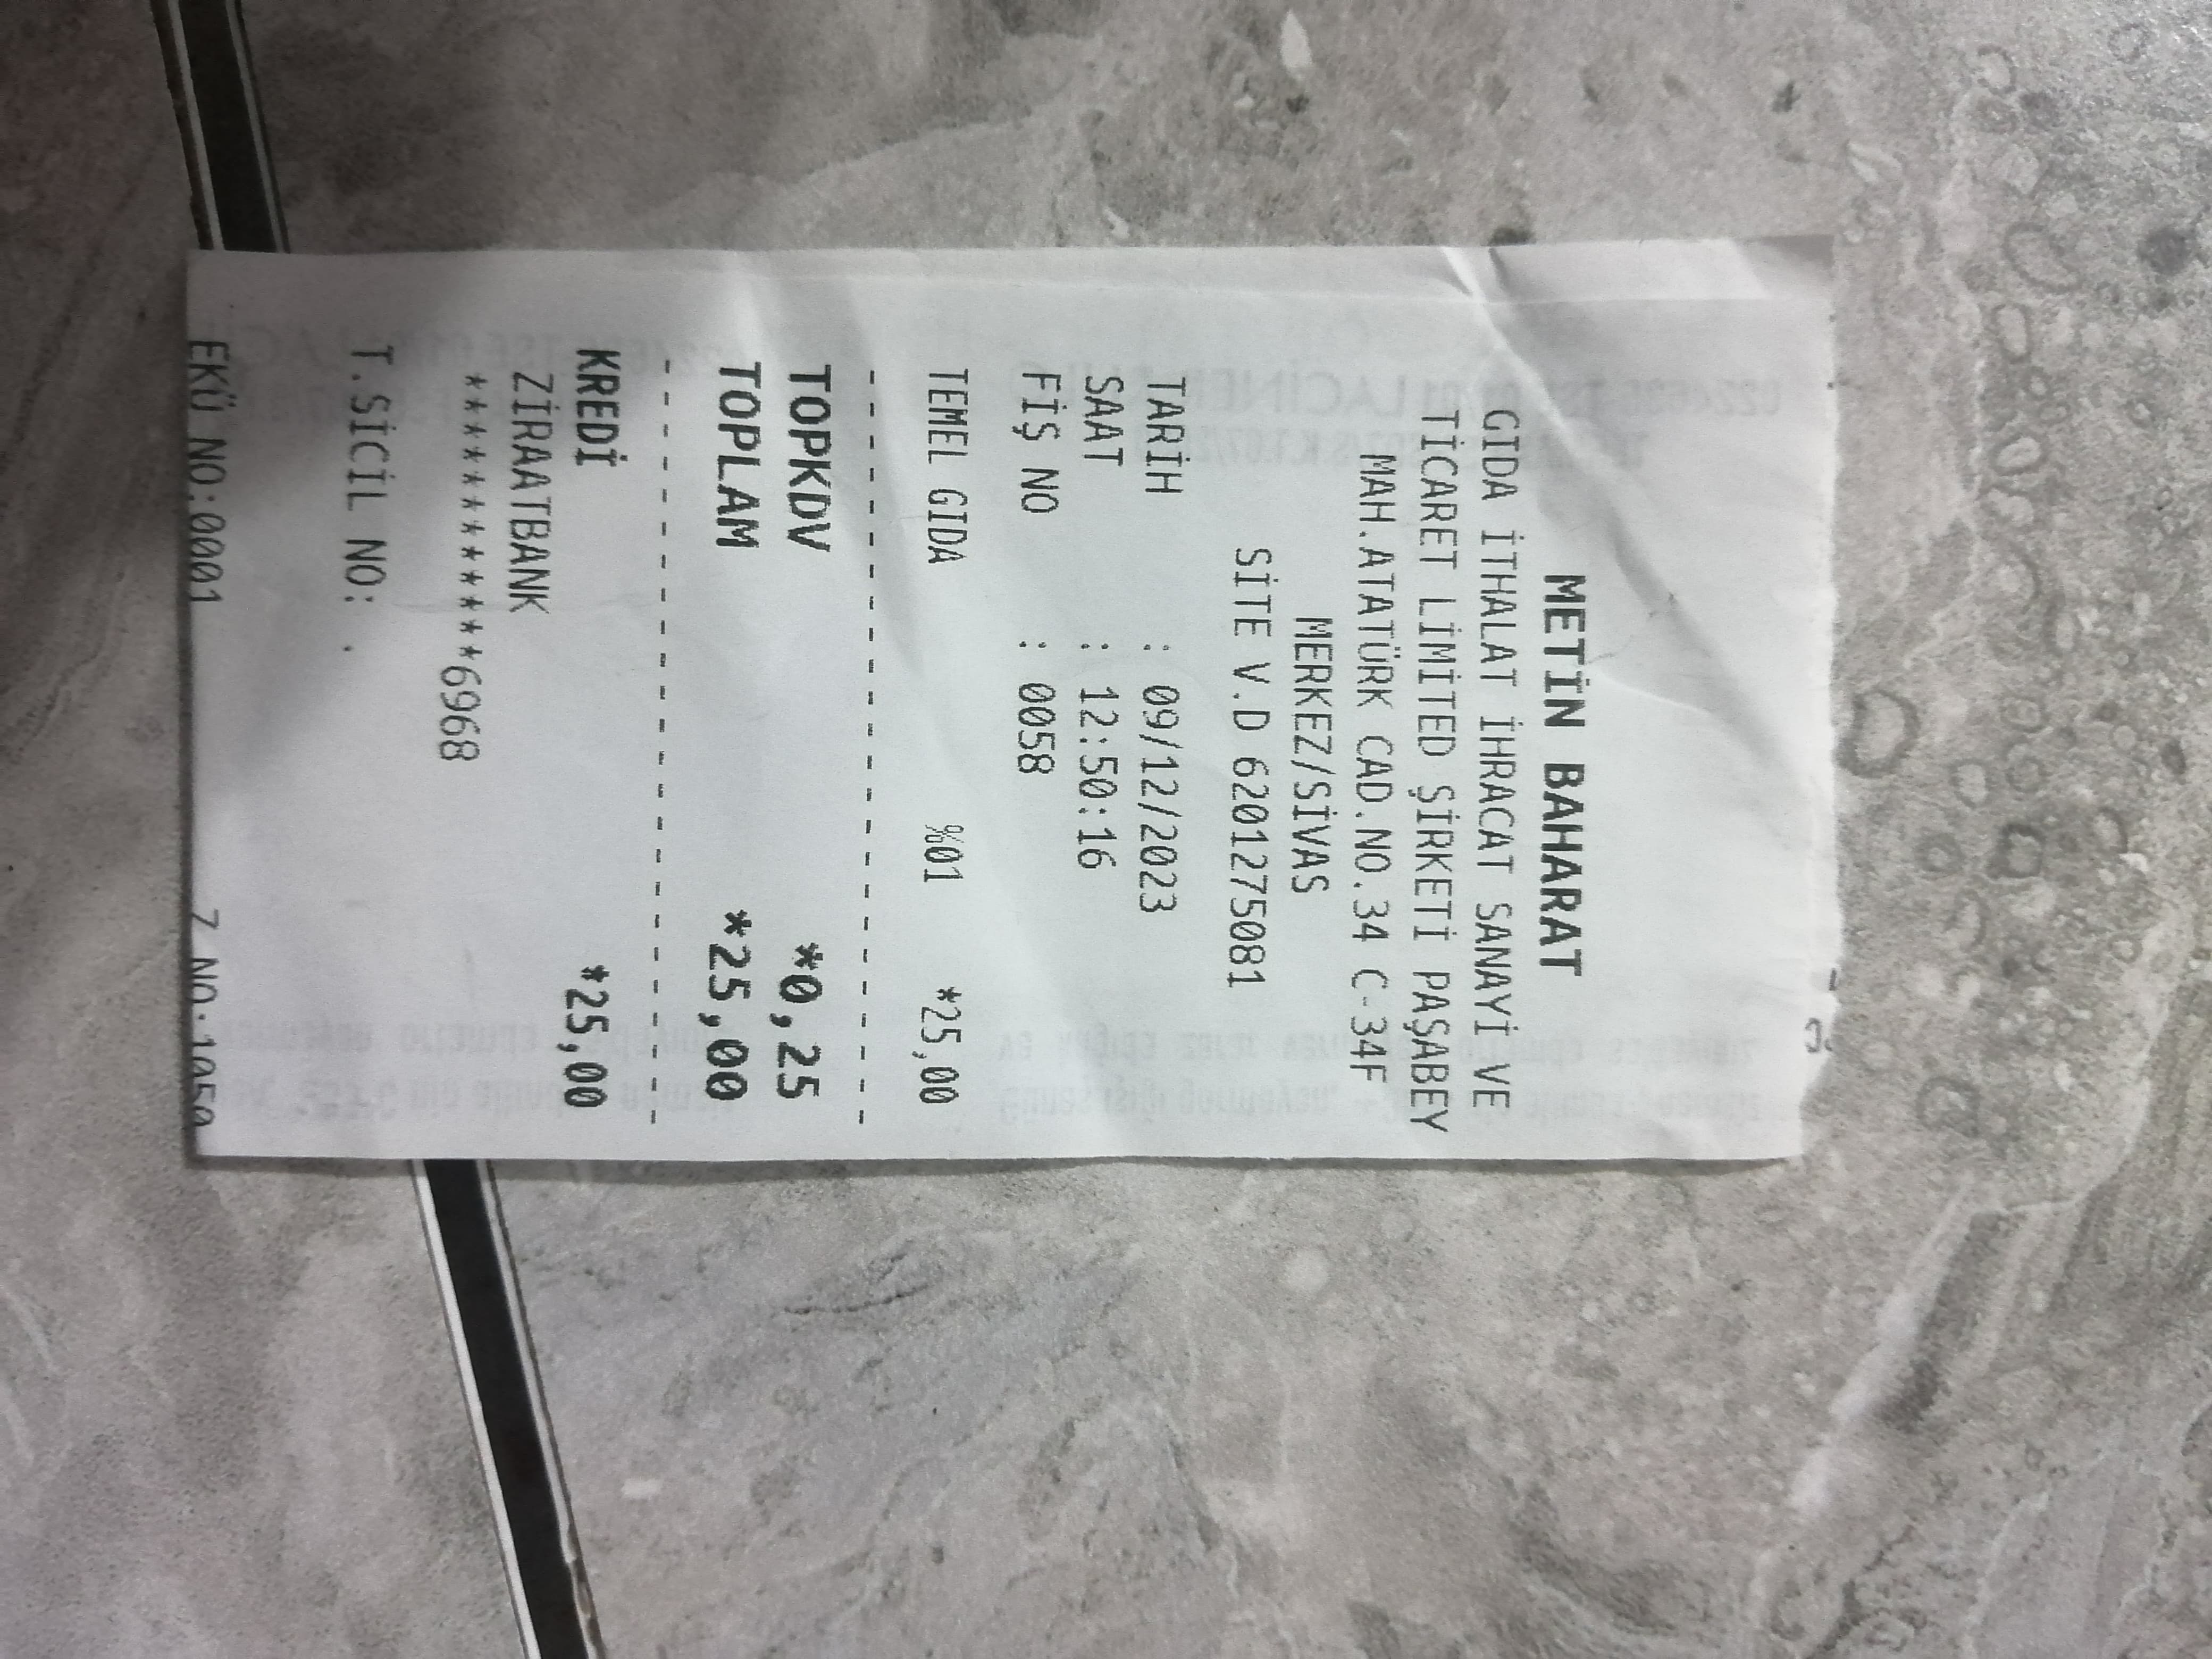 METİN BAHARAT
GIDA İTHALAT İHRACAT SANAYİ VE
TİCARET LİMİTED ŞİRKETİ PAŞABEY
MAH.ATATÜRK CAD.NO.34 C-34F
MERKEZ/SİVAS
SİTE V.D 6201275081
TARİH : 09/12/2023
SAAT : 12:50:16
FİŞ NO : 0058
TEMEL GIDA %01 *25,00
--------------------------------
TOPKDV *0,25
TOPLAM *25,00
--------------------------------
KREDİ *25,00
ZİRAATBANK
************6968
T.SİCİL NO: .
EKÜ NO:0001 Z NO:1050